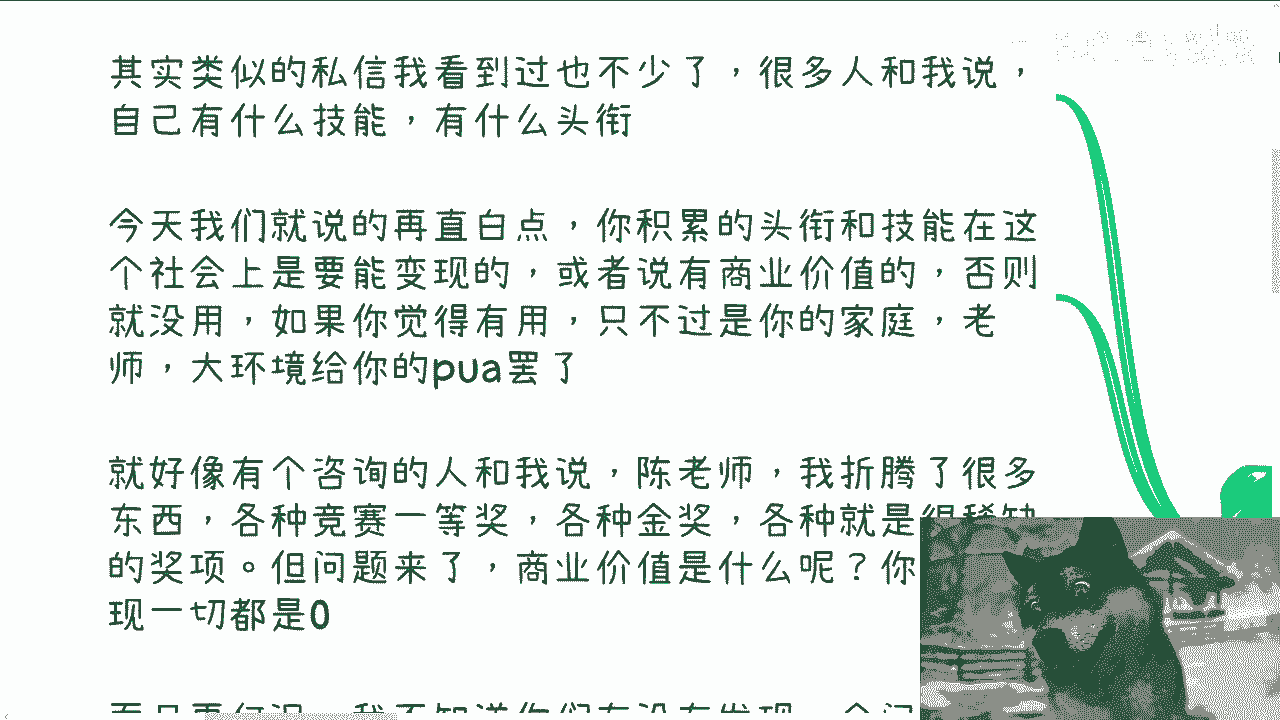 其实类似的私信我看到过也不少了，很多人和我说，
自己有什么技能，有什么头衔
今天我们就说的再直白点，你积累的头衔和技能在这
个社会上是要能变现的，或者说有商业价值的，否则
就没用，如果你觉得有用，只不过是你的家庭，老
师，大环境给你的pua罢了
就好像有个咨询的人和我说，陈老师，我折腾了很多
东西，各种竞赛一等奖，各种金奖，各种就是很稀缺
的奖项。但问题来了，商业价值是什么呢？你
现一切都是0